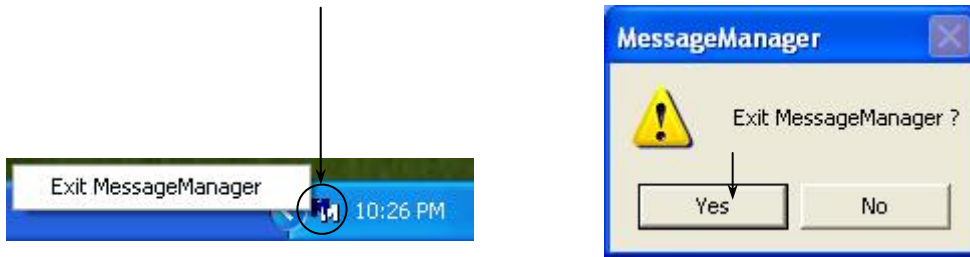 Exit MessageManager
10:26 PM
MessageManager
Exit MessageManager ?
Yes
No